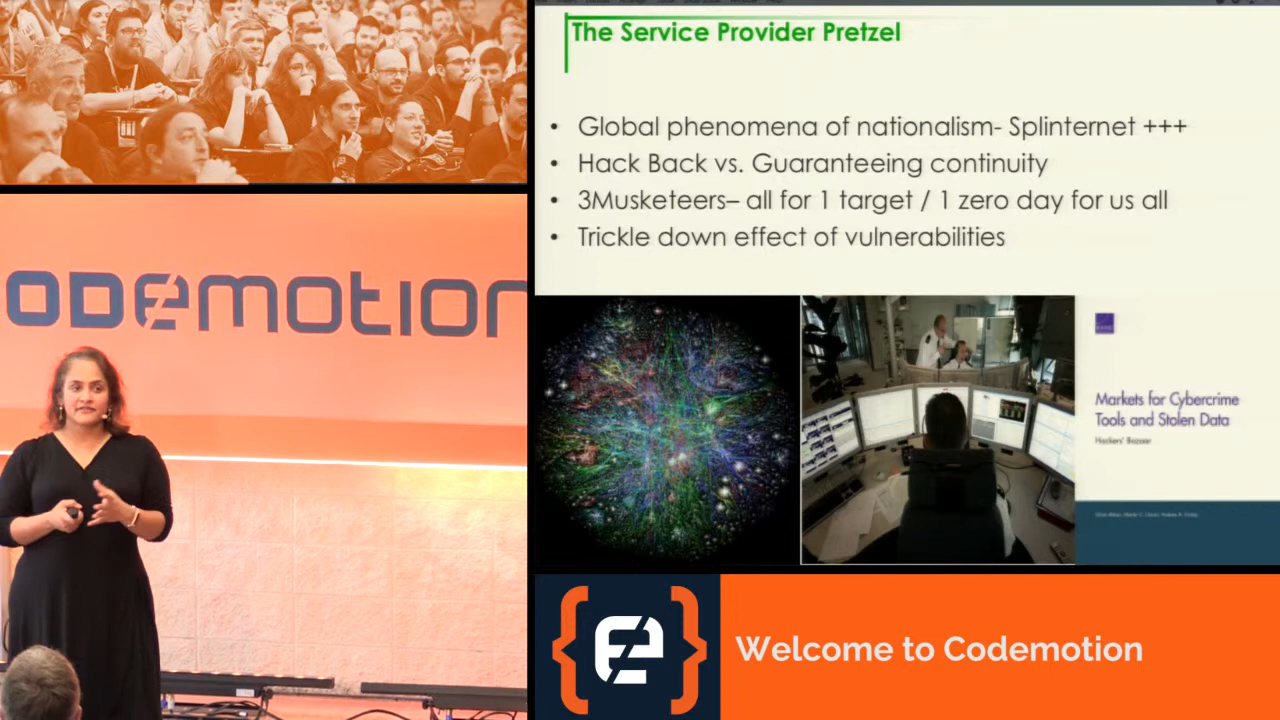 CODEMOTION
The Service Provider Pretzel
• Global phenomena of nationalism- Splinternet +++
• Hack Back vs. Guaranteeing continuity
• 3Musketeers– all for 1 target / 1 zero day for us all
• Trickle down effect of vulnerabilities
Markets for Cybercrime
Tools and Stolen Data
Hackers' Bazaar
Welcome to Codemotion